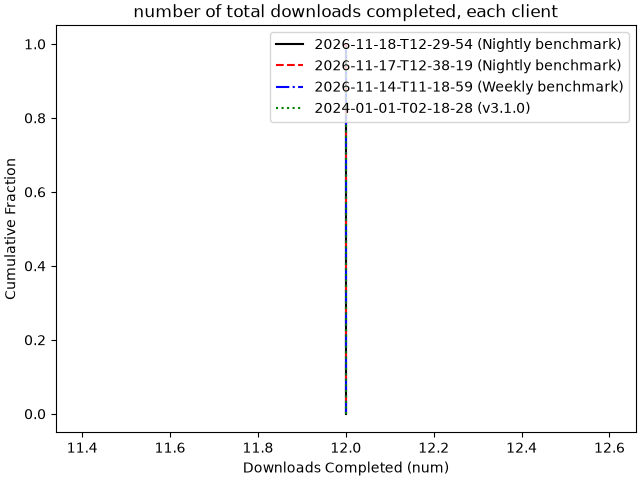 number of total downloads completed, each client
1.0
0.8
0.6
0.4
0.2
0.0
Cumulative Fraction
2026-11-18-T12-29-54 (Nightly benchmark)
2026-11-17-T12-38-19 (Nightly benchmark)
2026-11-14-T11-18-59 (Weekly benchmark)
2024-01-01-T02-18-28 (v3.1.0)
11.4 11.6 11.8 12.0 12.2 12.4 12.6
Downloads Completed (num)